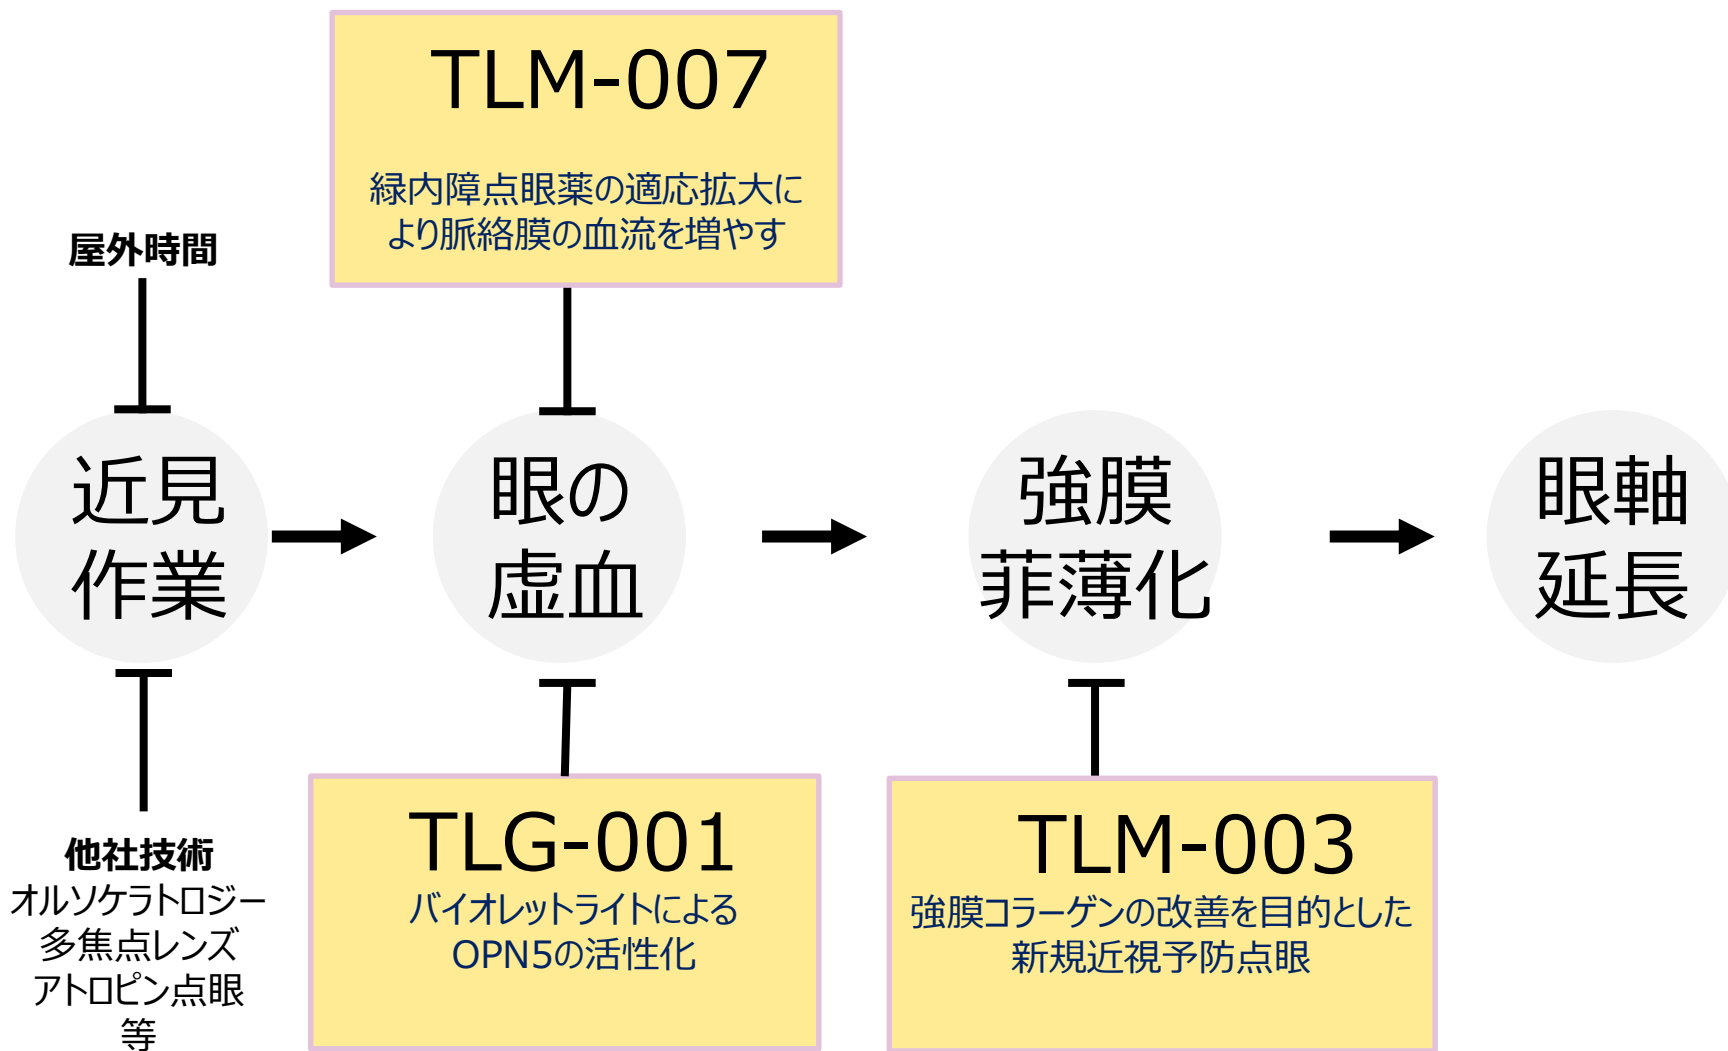 TLM-007
緑内障点眼薬の適応拡大に
より脈絡膜の血流を増やす
屋外時間
近見
作業
眼の
虚血
強膜
菲薄化
眼軸
延長
他社技術
オルソケラトロジー
多焦点レンズ
アトロピン点眼
等
TLG-001
バイオレットライトによる
OPN5の活性化
TLM-003
強膜コラーゲンの改善を目的とした
新規近視予防点眼